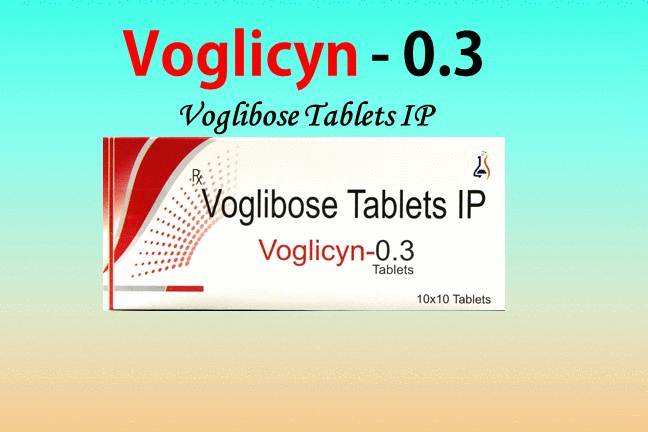 Voglicyn - 0.3
Voglibose Tablets IP
Rx
Voglibose Tablets IP
Voglicyn-0.3
Tablets
10x10 Tablets